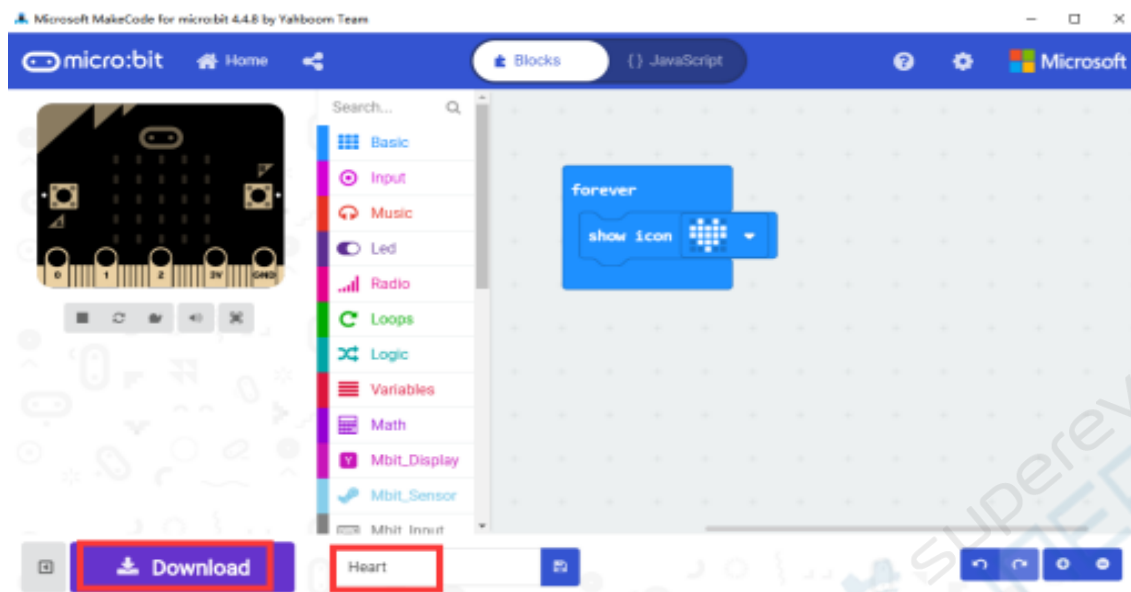 Microsoft MakeCode for micro:bit 4.4.8 by Yahboom Team
micro:bit Home Blocks {} JavaScript Microsoft
Search...
Basic
Input
Music
Led
Radio
Loops
Logic
Variables
Math
Mbit_Display
Mbit_Sensor
Mbit_Input
forever
show icon
0 1 2 3V GND
Download
Heart